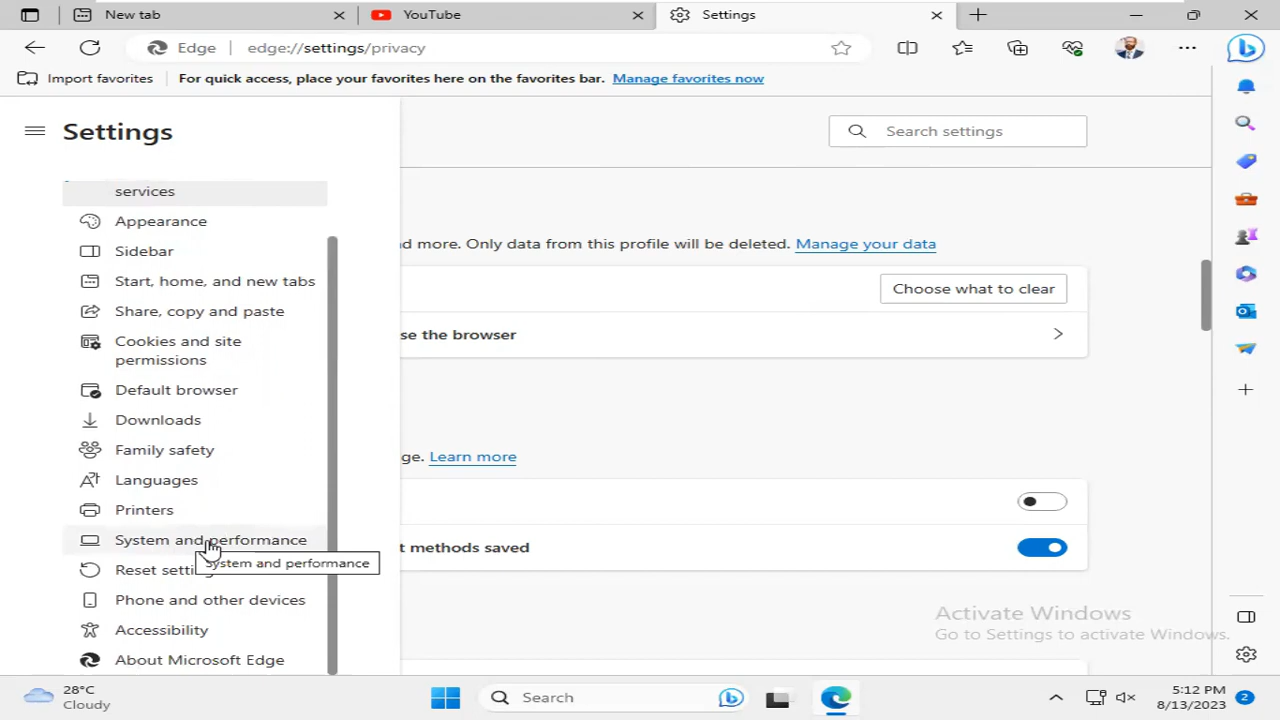 New tab
YouTube
Settings
Edge
edge://settings/privacy
Import favorites
For quick access, place your favorites here on the favorites bar. Manage favorites now
Settings
Search settings
services
Appearance
Sidebar
Start, home, and new tabs
Share, copy and paste
Cookies and site
permissions
Default browser
Downloads
Family safety
Languages
Printers
System and performance
System and performance
Reset
Phone and other devices
Accessibility
About Microsoft Edge
nd more. Only data from this profile will be deleted. Manage your data
Choose what to clear
se the browser
ge. Learn more
t methods saved
Activate Windows
Go to Settings to activate Windows.
28°C
Cloudy
Search
5:12 PM
8/13/2023
2